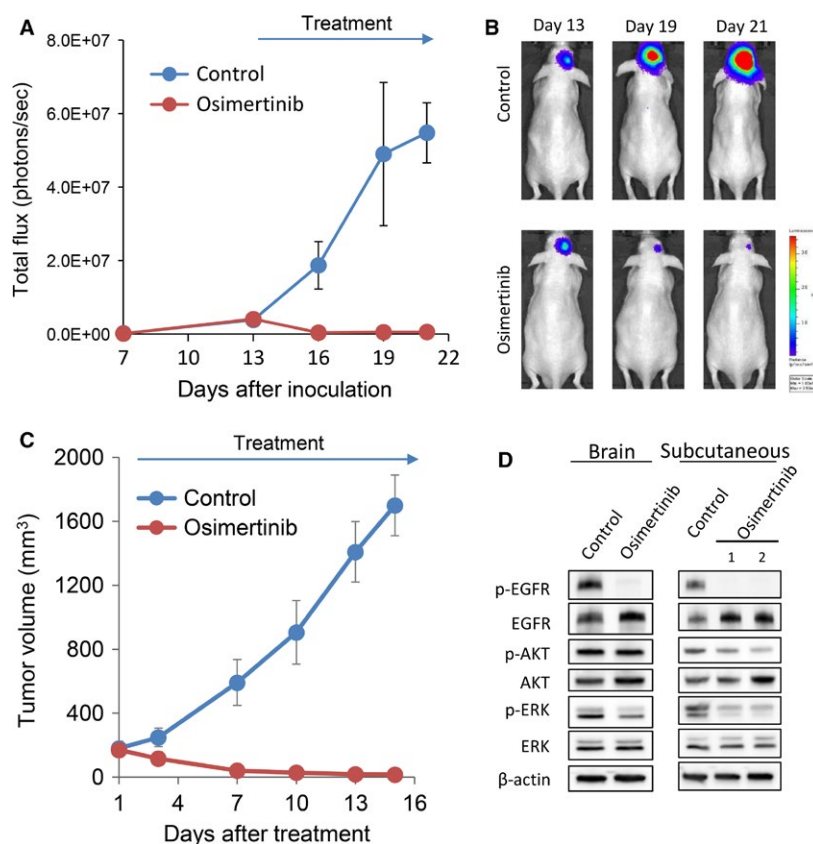 A
Treatment
8.0E+07
6.0E+07
4.0E+07
2.0E+07
0.0E+00
Control
Osimertinib
Total flux (photons/sec)
7 10 13 16 19 22
Days after inoculation
B
Day 13 Day 19 Day 21
Control
Osimertinib
30
20
10
C
Treatment
2000
1600
1200
800
400
0
Control
Osimertinib
Tumor volume (mm³)
1 4 7 10 13 16
Days after treatment
D
Brain Subcutaneous
Control Osimertinib Control Osimertinib
1 2
p-EGFR
EGFR
p-AKT
AKT
p-ERK
ERK
β-actin